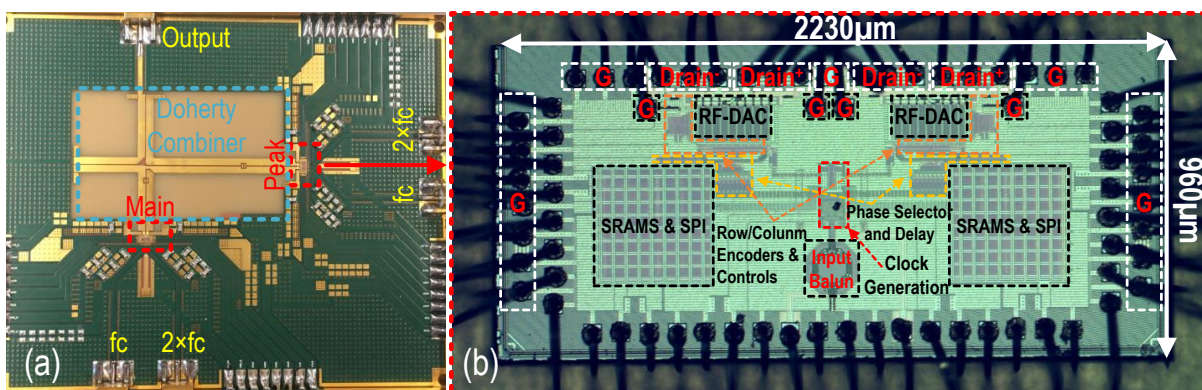 Output
Doherty
Combiner
Peak
2×fc
fc
Main
fc
2×fc
(a)
2230µm
960µm
G
Drain-
Drain+
G
Drain-
Drain+
G
G
G
G
G
RF-DAC
RF-DAC
G
G
SRAMS & SPI
SRAMS & SPI
Row/Colunm
Encoders &
Controls
Phase Selector
and Delay
Input
Balun
Clock
Generation
(b)